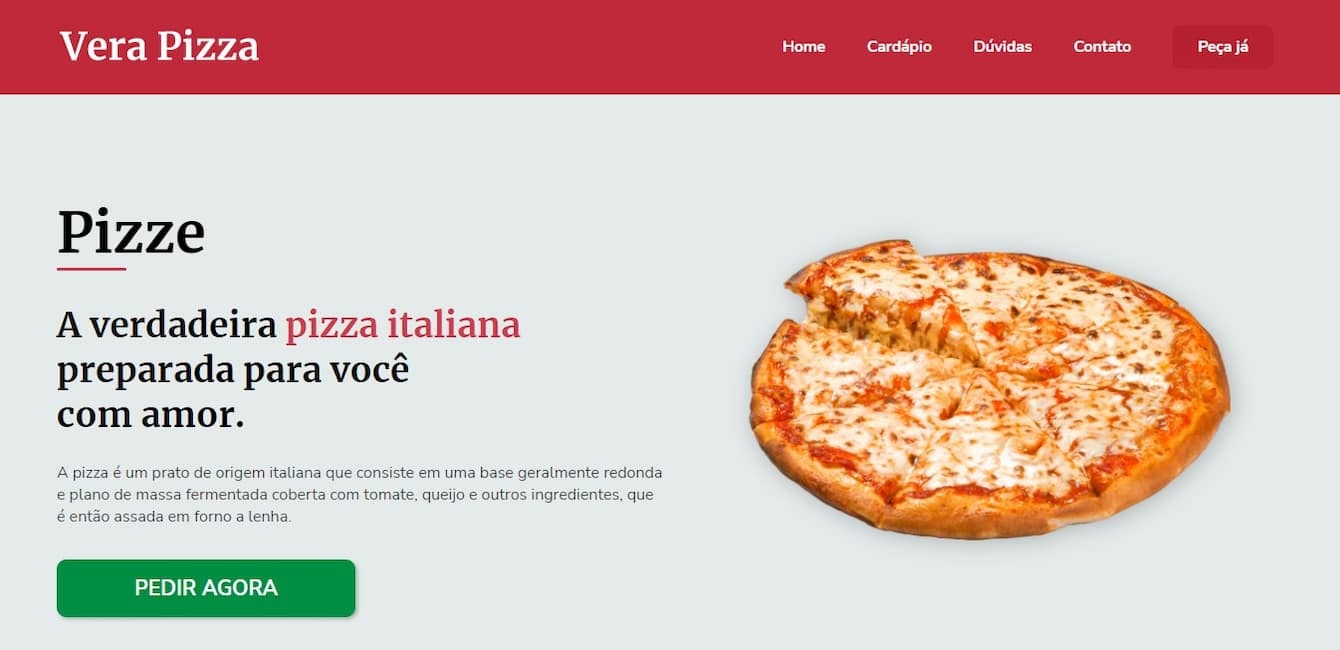 Vera Pizza
Home
Cardápio
Dúvidas
Contato
Peça já
Pizze
A verdadeira pizza italiana
preparada para você
com amor.
A pizza é um prato de origem italiana que consiste em uma base geralmente redonda
e plano de massa fermentada coberta com tomate, queijo e outros ingredientes, que
é então assada em forno a lenha.
PEDIR AGORA